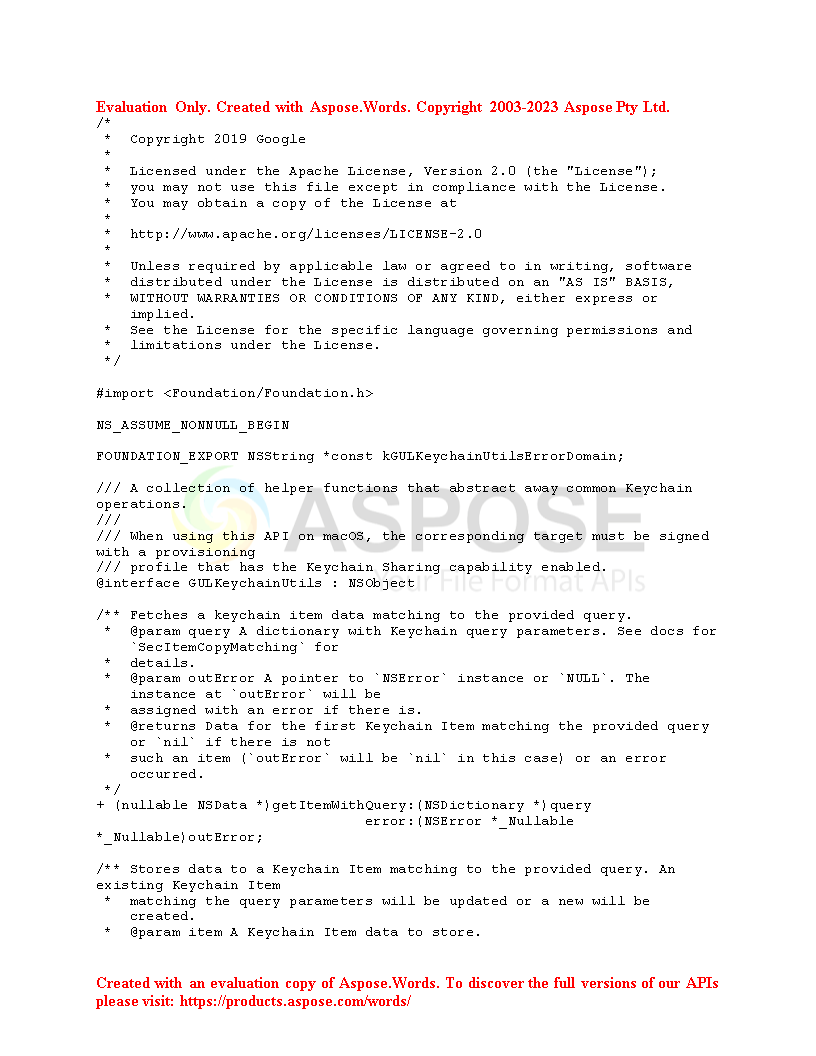 Evaluation Only. Created with Aspose.Words. Copyright 2003-2023 Aspose Pty Ltd.
/*
 * Copyright 2019 Google
 *
 * Licensed under the Apache License, Version 2.0 (the "License");
 * you may not use this file except in compliance with the License.
 * You may obtain a copy of the License at
 *
 * http://www.apache.org/licenses/LICENSE-2.0
 *
 * Unless required by applicable law or agreed to in writing, software
 * distributed under the License is distributed on an "AS IS" BASIS,
 * WITHOUT WARRANTIES OR CONDITIONS OF ANY KIND, either express or
   implied.
 * See the License for the specific language governing permissions and
 * limitations under the License.
 */
#import <Foundation/Foundation.h>
NS_ASSUME_NONNULL_BEGIN
FOUNDATION_EXPORT NSString *const kGULKeychainUtilsErrorDomain;
/// A collection of helper functions that abstract away common Keychain
operations.
///
ASPOSE
/// When using this API on macOS, the corresponding target must be signed
with a provisioning
/// profile that has the Keychain Sharing capability enabled.
Your File Format APIs
@interface GULKeychainUtils : NSObject
/** Fetches a keychain item data matching to the provided query.
 * @param query A dictionary with Keychain query parameters. See docs for
   `SecItemCopyMatching` for
 * details.
 * @param outError A pointer to `NSError` instance or `NULL`. The
   instance at `outError` will be
 * assigned with an error if there is.
 * @returns Data for the first Keychain Item matching the provided query
   or `nil` if there is not
 * such an item (`outError` will be `nil` in this case) or an error
   occurred.
 */
+ (nullable NSData *)getItemWithQuery:(NSDictionary *)query
                                error:(NSError *_Nullable
*_Nullable)outError;
/** Stores data to a Keychain Item matching to the provided query. An
existing Keychain Item
 * matching the query parameters will be updated or a new will be
   created.
 * @param item A Keychain Item data to store.
Created with an evaluation copy of Aspose.Words. To discover the full versions of our APIs
please visit: https://products.aspose.com/words/